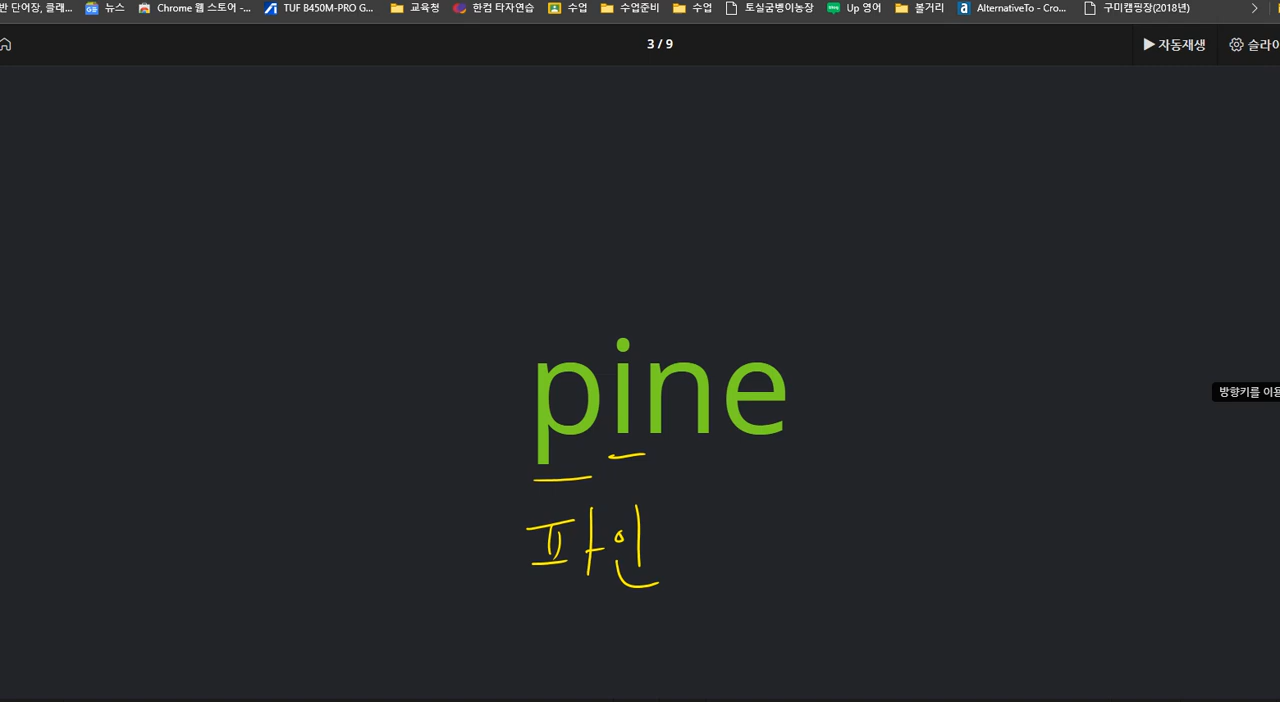 반 단어장, 클래... 뉴스 Chrome 웹 스토어 -... TUF B450M-PRO G... 교육청 한컴 타자연습 수업 수업준비 수업 토실굼벵이농장 Up 영어 볼거리 AlternativeTo - Cro... 구미캠핑장(2018년)
3 / 9 자동재생 슬라이
pine
방향키를 이용
파인